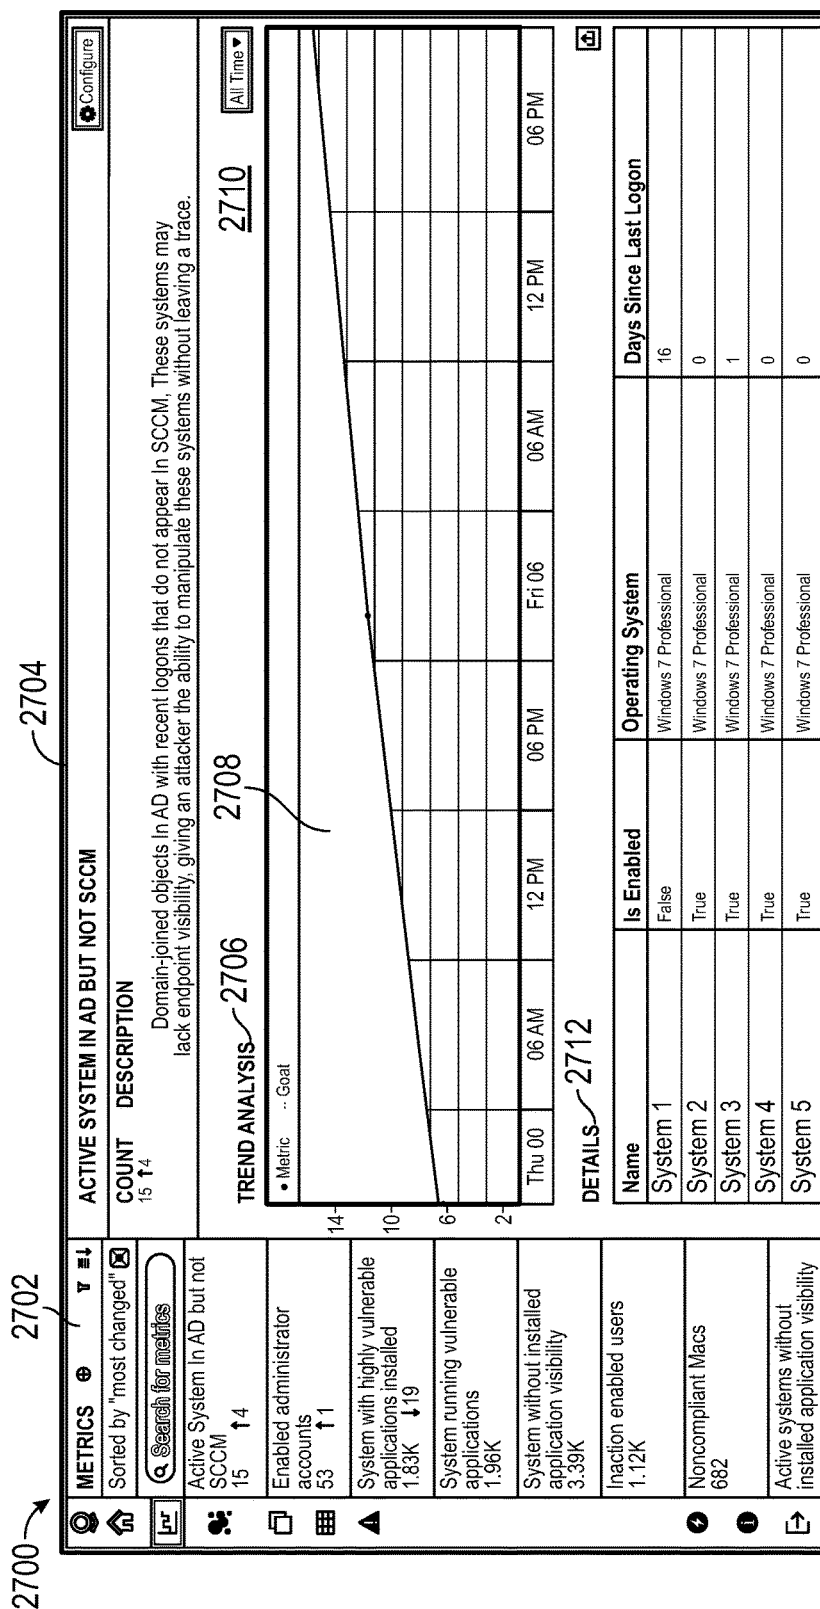 2700
2702
2704
METRICS
Sorted by "most changed"
Search for metrics
Active System In AD but not
SCCM ↑4
15
Enabled administrator
accounts ↑1
53
System with highly vulnerable
applications installed
1.83K ↓19
System running vulnerable
applications
1.96K
System without installed
application visibility
3.39K
Inaction enabled users
1.12K
Noncompliant Macs
682
Active systems without
installed application visibility
ACTIVE SYSTEM IN AD BUT NOT SCCM
Configure
COUNT DESCRIPTION
15 ↑4
Domain-joined objects In AD with recent logons that do not appear In SCCM, These systems may
lack endpoint visibility, giving an attacker the ability to manipulate these systems without leaving a trace.
TREND ANALYSIS 2706
2708
2710
All Time ▾
• Metric -- Goat
14
10
6
2
Thu 00 06 AM 12 PM 06 PM Fri 06 06 AM 12 PM 06 PM
DETAILS 2712
Name Is Enabled Operating System Days Since Last Logon
System 1 False Windows 7 Professional 16
System 2 True Windows 7 Professional 0
System 3 True Windows 7 Professional 1
System 4 True Windows 7 Professional 0
System 5 True Windows 7 Professional 0